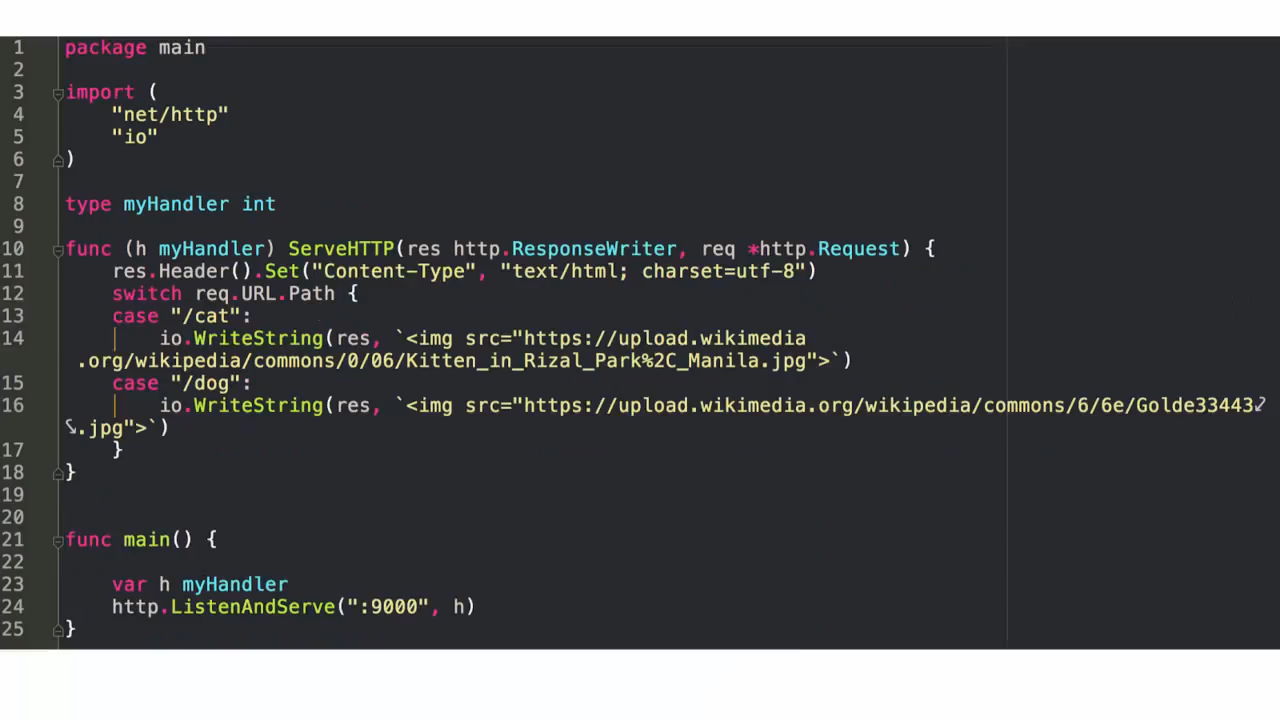 1 package main
2
3 import (
4     "net/http"
5     "io"
6 )
7
8 type myHandler int
9
10 func (h myHandler) ServeHTTP(res http.ResponseWriter, req *http.Request) {
11     res.Header().Set("Content-Type", "text/html; charset=utf-8")
12     switch req.URL.Path {
13     case "/cat":
14         io.WriteString(res, `<img src="https://upload.wikimedia
.org/wikipedia/commons/0/06/Kitten_in_Rizal_Park%2C_Manila.jpg">`)
15     case "/dog":
16         io.WriteString(res, `<img src="https://upload.wikimedia.org/wikipedia/commons/6/6e/Golde33443
.jpg">`)
17     }
18 }
19
20
21 func main() {
22
23     var h myHandler
24     http.ListenAndServe(":9000", h)
25 }